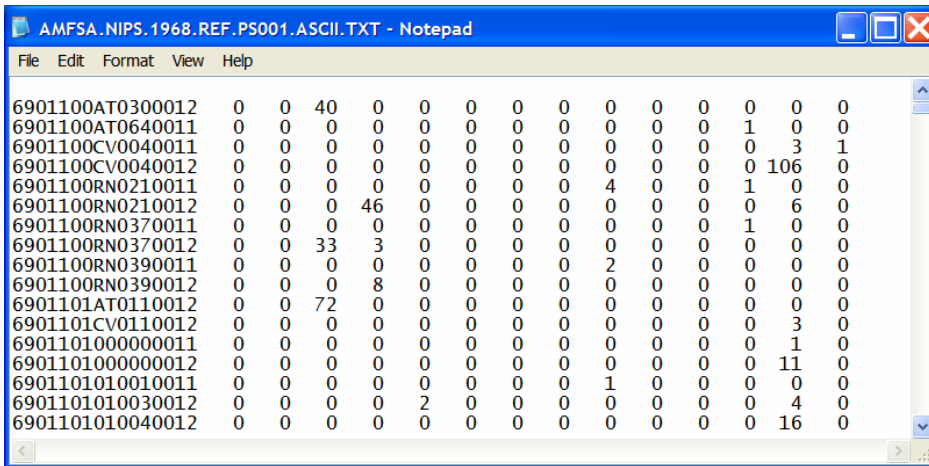 AMFSA.NIPS.1968.REF.PS001.ASCII.TXT - Notepad
File Edit Format View Help
6901100AT0300012 0 0 40 0 0 0 0 0 0 0 0 0 0 0
6901100AT0640011 0 0 0 0 0 0 0 0 0 0 0 1 0 0
6901100CV0040011 0 0 0 0 0 0 0 0 0 0 0 0 3 1
6901100CV0040012 0 0 0 0 0 0 0 0 0 0 0 0 106 0
6901100RN0210011 0 0 0 0 0 0 0 0 4 0 0 1 0 0
6901100RN0210012 0 0 0 46 0 0 0 0 0 0 0 0 6 0
6901100RN0370011 0 0 0 0 0 0 0 0 0 0 0 1 0 0
6901100RN0370012 0 0 33 3 0 0 0 0 0 0 0 0 0 0
6901100RN0390011 0 0 0 0 0 0 0 0 2 0 0 0 0 0
6901100RN0390012 0 0 0 8 0 0 0 0 0 0 0 0 0 0
6901101AT0110012 0 0 72 0 0 0 0 0 0 0 0 0 0 0
6901101CV0110012 0 0 0 0 0 0 0 0 0 0 0 0 3 0
6901101000000011 0 0 0 0 0 0 0 0 0 0 0 0 1 0
6901101000000012 0 0 0 0 0 0 0 0 0 0 0 0 11 0
6901101010010011 0 0 0 0 0 0 0 0 1 0 0 0 0 0
6901101010030012 0 0 0 0 2 0 0 0 0 0 0 0 4 0
6901101010040012 0 0 0 0 0 0 0 0 0 0 0 0 16 0